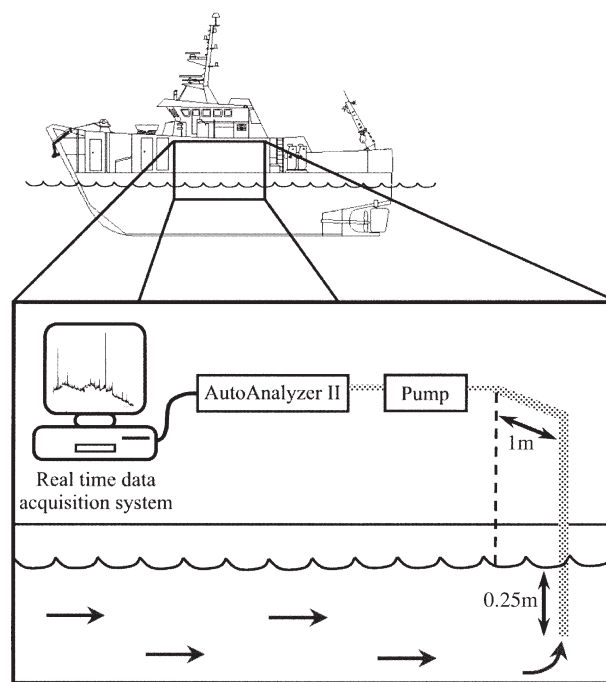 AutoAnalyzer II
Pump
1m
Real time data
acquisition system
0.25m